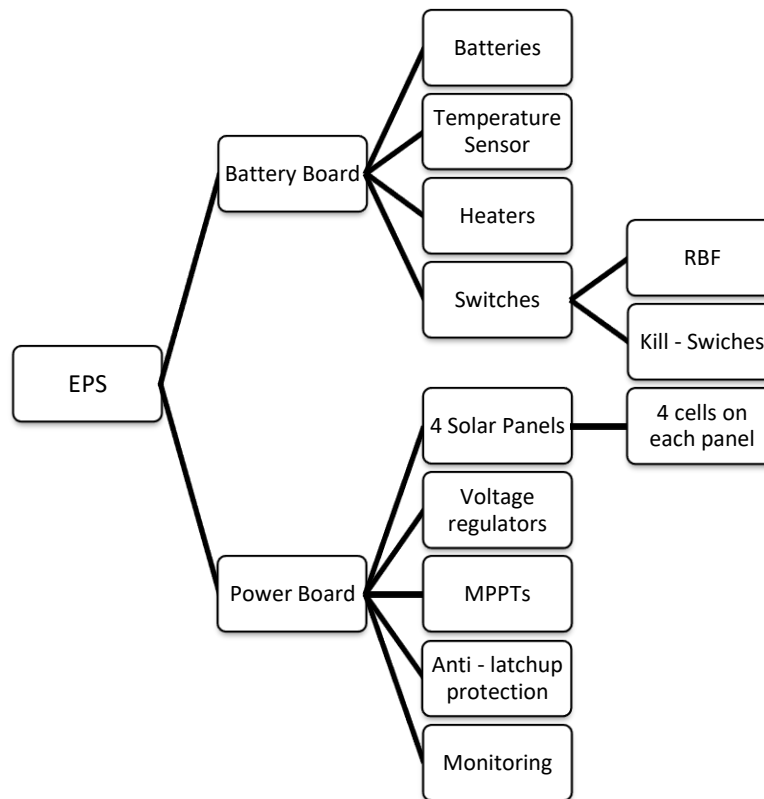 Batteries
Temperature
Sensor
Battery Board
Heaters
RBF
Switches
Kill - Swiches
EPS
4 Solar Panels
4 cells on
each panel
Voltage
regulators
Power Board
MPPTs
Anti - latchup
protection
Monitoring